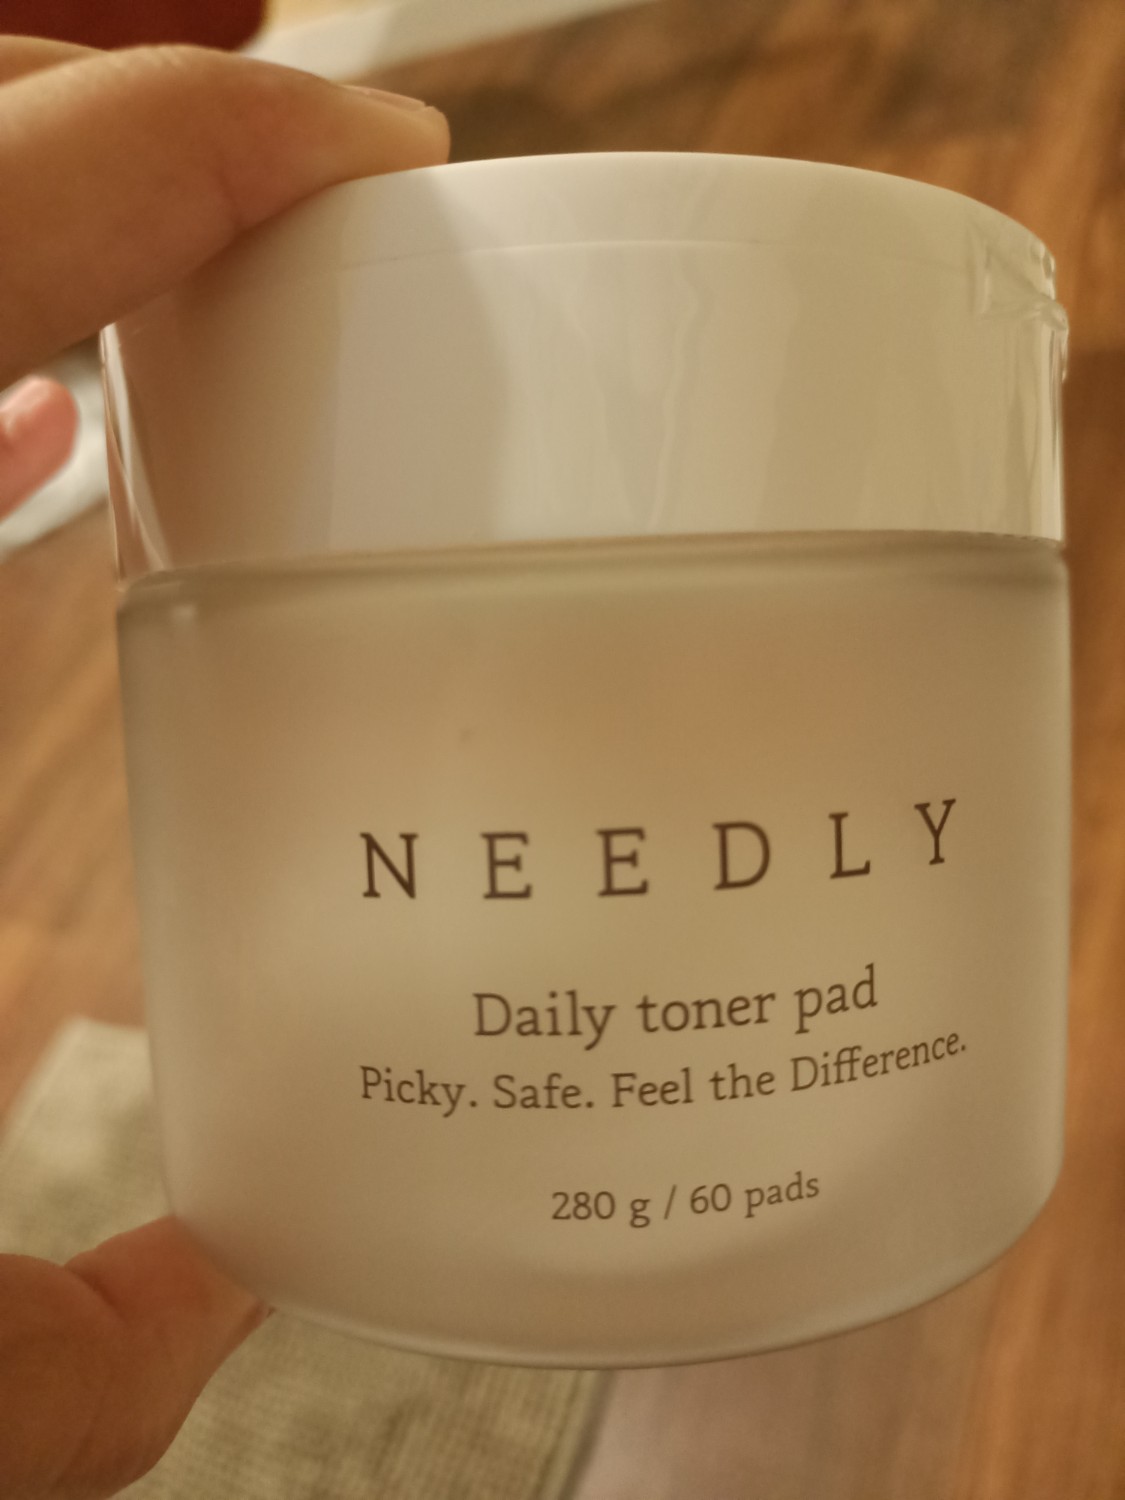 NEEDLY
Daily toner pad
Picky. Safe. Feel the Difference.
280 g / 60 pads